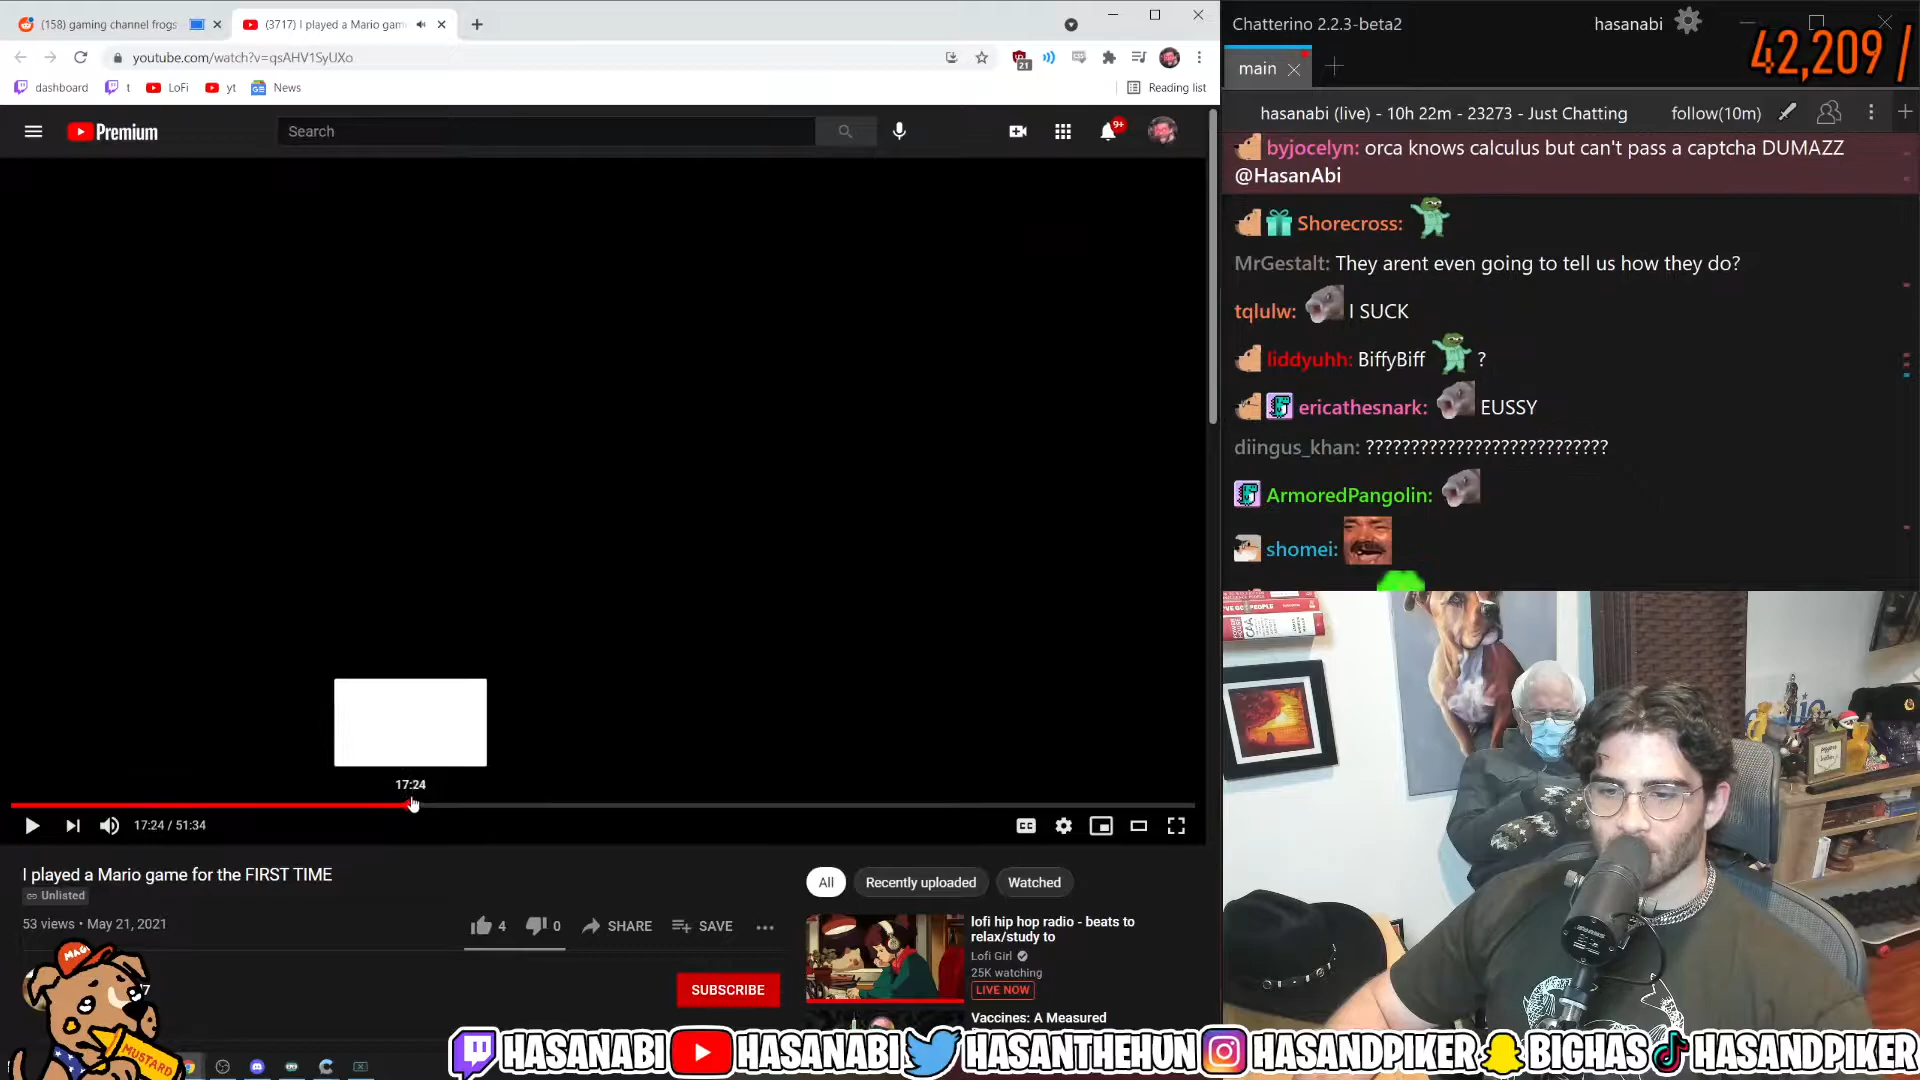 (158) gaming channel frogs
(3717) I played a Mario gam
youtube.com/watch?v=qsAHV1SyUXo
21
dashboard
t
LoFi
yt
News
Reading list
Premium
Search
9+
17:24
17:24 / 51:34
I played a Mario game for the FIRST TIME
Unlisted
53 views • May 21, 2021
4
0
SHARE
SAVE
SUBSCRIBE
All
Recently uploaded
Watched
lofi hip hop radio - beats to
relax/study to
Lofi Girl
25K watching
LIVE NOW
Vaccines: A Measured
MUSTARD
Chatterino 2.2.3-beta2
hasanabi
42,209 /
main
hasanabi (live) - 10h 22m - 23273 - Just Chatting
follow(10m)
byjocelyn: orca knows calculus but can't pass a captcha DUMAZZ
@HasanAbi
Shorecross:
MrGestalt: They arent even going to tell us how they do?
tqlulw: I SUCK
liddyuhh: BiffyBiff ?
ericathesnark: EUSSY
diingus_khan: ???????????????????????????
ArmoredPangolin:
shomei:
HASANABI HASANABI HASANTHEHUN HASANDPIKER BIGHAS HASANDPIKER